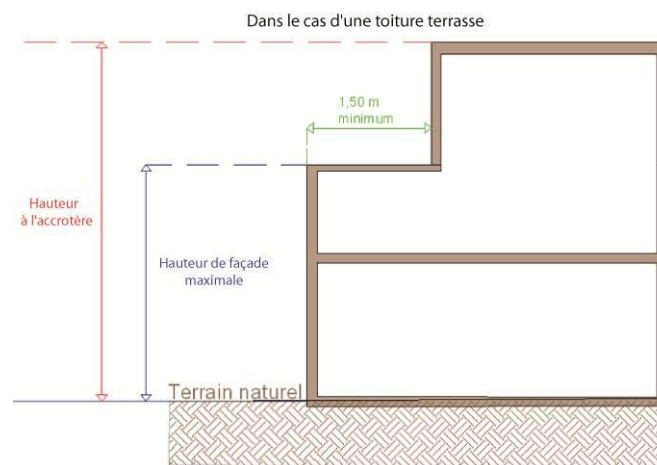 Dans le cas d'une toiture terrasse
1,50 m
minimum
Hauteur
à l'accrotère
Hauteur de façade
maximale
Terrain naturel